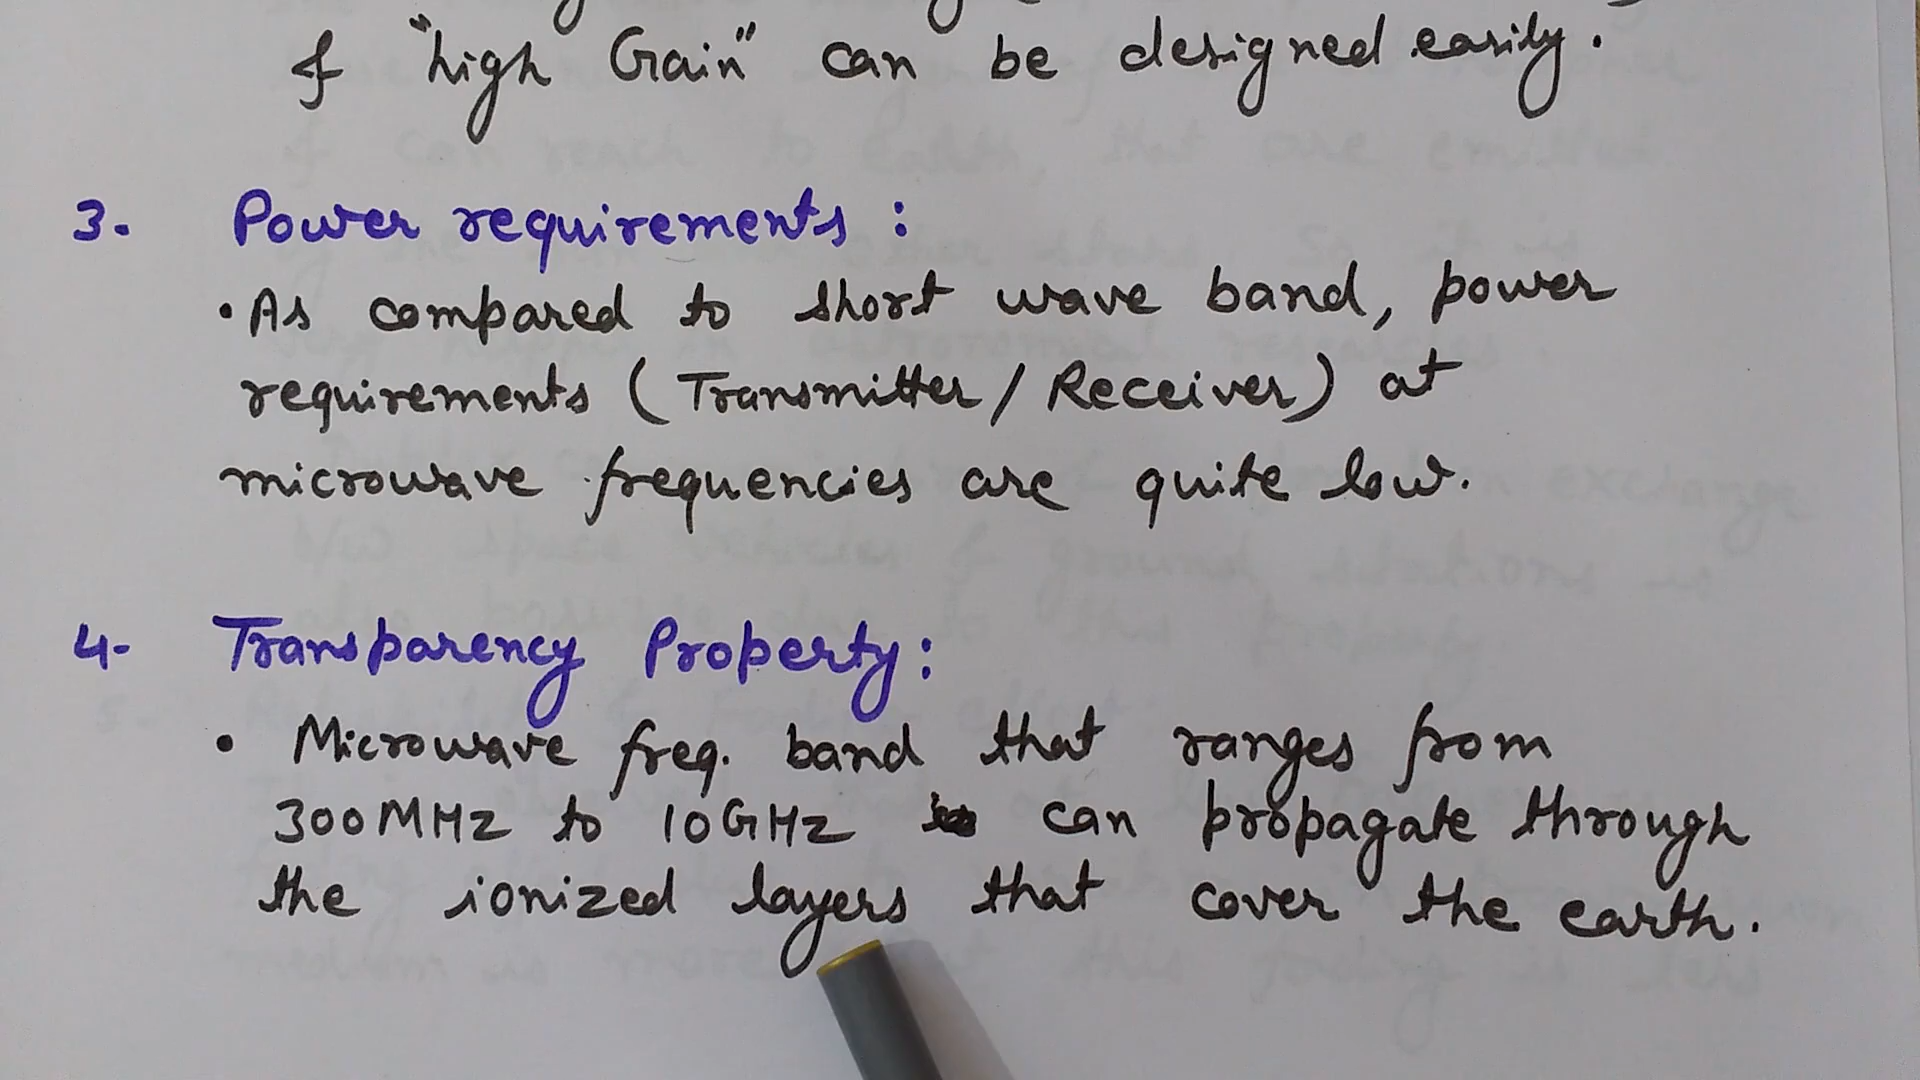 & "high Gain" can be designed easily.
3. Power requirements :
• As compared to short wave band, power
requirements ( Transmitter / Receiver) at
microwave frequencies are quite low.
4- Transparency Property :
• Microwave freq. band that ranges from
300MHz to 10GHz can propagate through
the ionized layers that cover the earth.